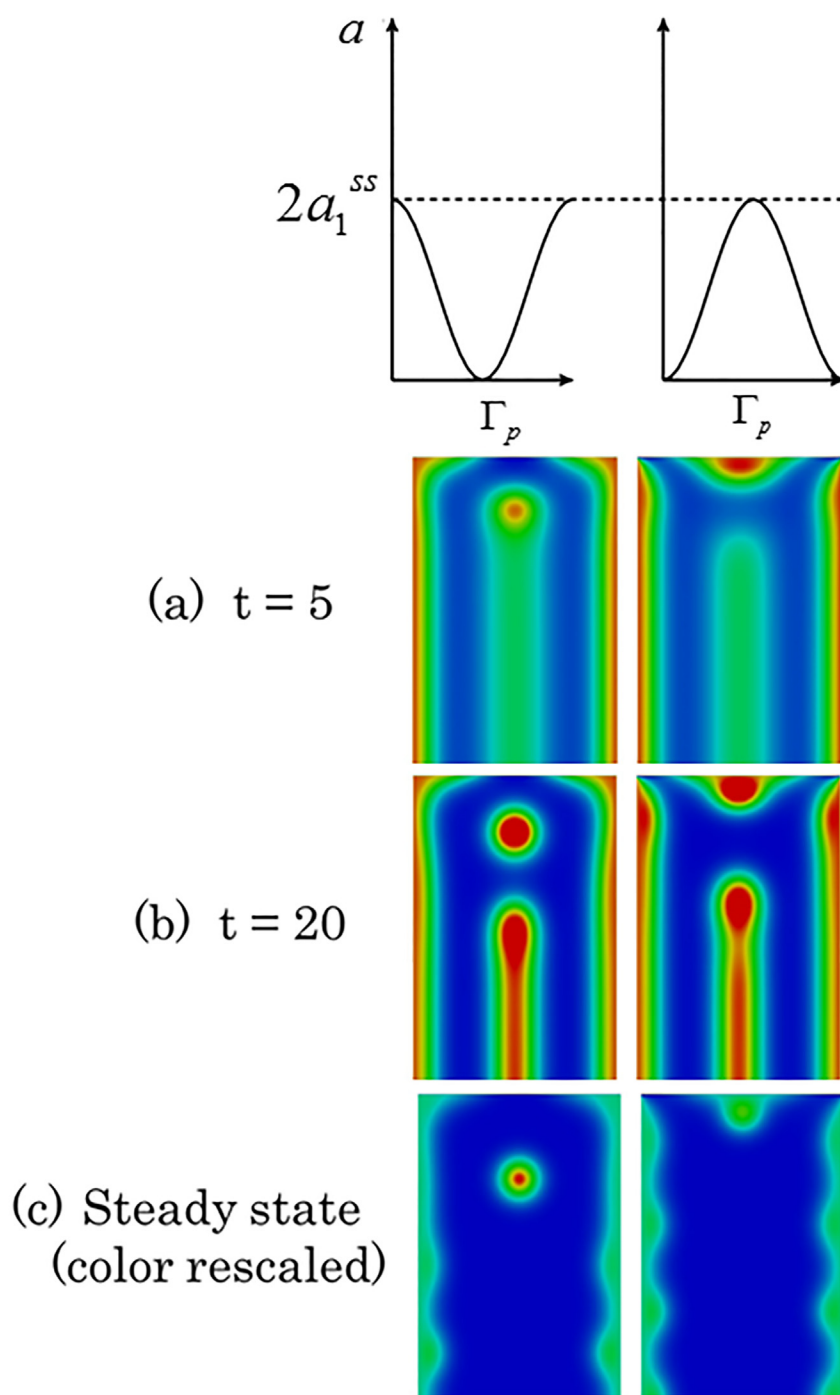 a
2a₁ˢˢ
Γₚ Γₚ
(a) t = 5
(b) t = 20
(c) Steady state
(color rescaled)